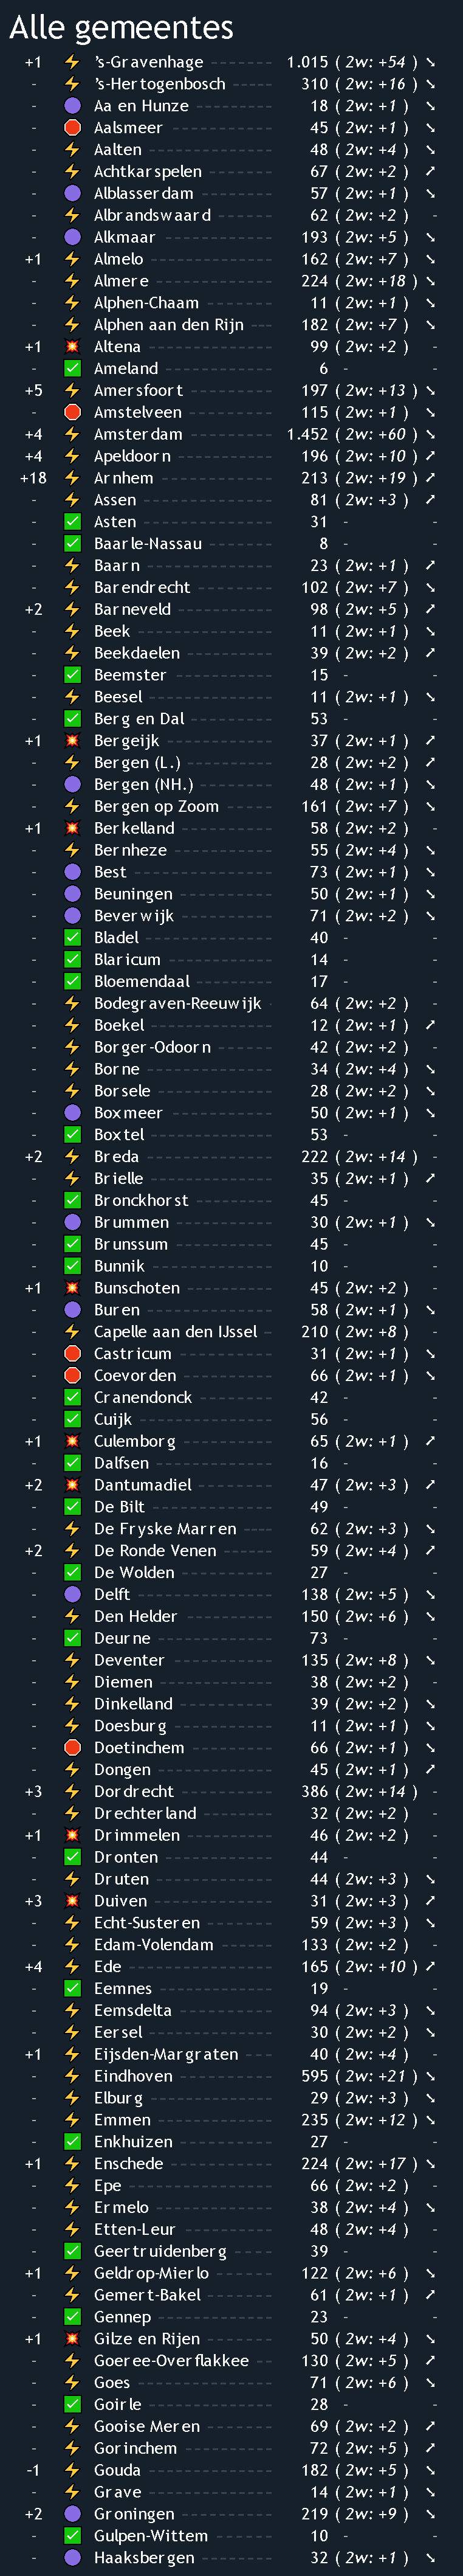 Alle gemeentes
+1 ⚡ 's-Gravenhage 1.015 ( 2w: +54 ) ↘
- ⚡ 's-Hertogenbosch 310 ( 2w: +16 ) ↘
- 🟣 Aa en Hunze 18 ( 2w: +1 ) ↘
- 🛑 Aalsmeer 45 ( 2w: +1 ) ↘
- ⚡ Aalten 48 ( 2w: +4 ) ↘
- ⚡ Achtkarspelen 67 ( 2w: +2 ) ↗
- 🟣 Alblasserdam 57 ( 2w: +1 ) ↘
- ⚡ Albrandswaard 62 ( 2w: +2 ) -
- 🟣 Alkmaar 193 ( 2w: +5 ) ↘
+1 ⚡ Almelo 162 ( 2w: +7 ) ↘
- ⚡ Almere 224 ( 2w: +18 ) ↘
- ⚡ Alphen-Chaam 11 ( 2w: +1 ) ↘
- ⚡ Alphen aan den Rijn 182 ( 2w: +7 ) ↘
+1 💥 Altena 99 ( 2w: +2 ) -
- ✅ Ameland 6 - -
+5 ⚡ Amersfoort 197 ( 2w: +13 ) ↘
- 🛑 Amstelveen 115 ( 2w: +1 ) ↘
+4 ⚡ Amsterdam 1.452 ( 2w: +60 ) ↘
+4 ⚡ Apeldoorn 196 ( 2w: +10 ) ↗
+18 ⚡ Arnhem 213 ( 2w: +19 ) ↗
- ⚡ Assen 81 ( 2w: +3 ) ↗
- ✅ Asten 31 - -
- ✅ Baarle-Nassau 8 - -
- ⚡ Baarn 23 ( 2w: +1 ) ↗
- ⚡ Barendrecht 102 ( 2w: +7 ) ↘
+2 ⚡ Barneveld 98 ( 2w: +5 ) ↗
- ⚡ Beek 11 ( 2w: +1 ) ↘
- ⚡ Beekdaelen 39 ( 2w: +2 ) ↗
- ✅ Beemster 15 - -
- ⚡ Beesel 11 ( 2w: +1 ) ↘
- ✅ Berg en Dal 53 - -
+1 💥 Bergeijk 37 ( 2w: +1 ) ↗
- ⚡ Bergen (L.) 28 ( 2w: +2 ) ↗
- 🟣 Bergen (NH.) 48 ( 2w: +1 ) ↘
- ⚡ Bergen op Zoom 161 ( 2w: +7 ) ↘
+1 💥 Berkelland 58 ( 2w: +2 ) -
- ⚡ Bernheze 55 ( 2w: +4 ) ↘
- 🟣 Best 73 ( 2w: +1 ) ↘
- 🟣 Beuningen 50 ( 2w: +1 ) ↘
- 🟣 Beverwijk 71 ( 2w: +2 ) ↘
- ✅ Bladel 40 - -
- ✅ Blaricum 14 - -
- ✅ Bloemendaal 17 - -
- ⚡ Bodegraven-Reeuwijk 64 ( 2w: +2 ) -
- ⚡ Boekel 12 ( 2w: +1 ) ↗
- ⚡ Borger-Odoorn 42 ( 2w: +2 ) -
- ⚡ Borne 34 ( 2w: +4 ) ↘
- ⚡ Borsele 28 ( 2w: +2 ) ↘
- 🟣 Boxmeer 50 ( 2w: +1 ) ↘
- ✅ Boxtel 53 - -
+2 ⚡ Breda 222 ( 2w: +14 ) -
- ⚡ Brielle 35 ( 2w: +1 ) ↗
- ✅ Bronckhorst 45 - -
- 🟣 Brummen 30 ( 2w: +1 ) ↘
- ✅ Brunssum 45 - -
- ✅ Bunnik 10 - -
+1 💥 Bunschoten 45 ( 2w: +2 ) -
- 🟣 Buren 58 ( 2w: +1 ) ↘
- ⚡ Capelle aan den IJssel 210 ( 2w: +8 ) -
- 🛑 Castricum 31 ( 2w: +1 ) ↘
- 🛑 Coevorden 66 ( 2w: +1 ) ↘
- ✅ Cranendonck 42 - -
- ✅ Cuijk 56 - -
+1 💥 Culemborg 65 ( 2w: +1 ) ↗
- ✅ Dalfsen 16 - -
+2 💥 Dantumadiel 47 ( 2w: +3 ) ↗
- ✅ De Bilt 49 - -
- ⚡ De Fryske Marren 62 ( 2w: +3 ) ↘
+2 ⚡ De Ronde Venen 59 ( 2w: +4 ) ↗
- ✅ De Wolden 27 - -
- 🟣 Delft 138 ( 2w: +5 ) ↘
- ⚡ Den Helder 150 ( 2w: +6 ) ↘
- ✅ Deurne 73 - -
- ⚡ Deventer 135 ( 2w: +8 ) ↘
- ⚡ Diemen 38 ( 2w: +2 ) -
- ⚡ Dinkelland 39 ( 2w: +2 ) ↘
- ⚡ Doesburg 11 ( 2w: +1 ) ↘
- 🛑 Doetinchem 66 ( 2w: +1 ) ↘
- ⚡ Dongen 45 ( 2w: +1 ) ↗
+3 ⚡ Dordrecht 386 ( 2w: +14 ) -
- ⚡ Drechterland 32 ( 2w: +2 ) -
+1 💥 Drimmelen 46 ( 2w: +2 ) -
- ✅ Dronten 44 - -
- ⚡ Druten 44 ( 2w: +3 ) ↘
+3 💥 Duiven 31 ( 2w: +3 ) ↗
- ⚡ Echt-Susteren 59 ( 2w: +3 ) ↘
- ⚡ Edam-Volendam 133 ( 2w: +2 ) -
+4 ⚡ Ede 165 ( 2w: +10 ) ↗
- ✅ Eemnes 19 - -
- ⚡ Eemsdelta 94 ( 2w: +3 ) ↘
- ⚡ Eersel 30 ( 2w: +2 ) ↘
+1 ⚡ Eijsden-Margraten 40 ( 2w: +4 ) -
- ⚡ Eindhoven 595 ( 2w: +21 ) ↘
- ⚡ Elburg 29 ( 2w: +3 ) ↘
- ⚡ Emmen 235 ( 2w: +12 ) ↘
- ✅ Enkhuizen 27 - -
+1 ⚡ Enschede 224 ( 2w: +17 ) ↘
- ⚡ Epe 66 ( 2w: +2 ) -
- ⚡ Ermelo 38 ( 2w: +4 ) ↘
- ⚡ Etten-Leur 48 ( 2w: +4 ) -
- ✅ Geertruidenberg 39 - -
+1 ⚡ Geldrop-Mierlo 122 ( 2w: +6 ) ↘
- ⚡ Gemert-Bakel 61 ( 2w: +1 ) ↗
- ✅ Gennep 23 - -
+1 💥 Gilze en Rijen 50 ( 2w: +4 ) ↘
- ⚡ Goeree-Overflakkee 130 ( 2w: +5 ) ↗
- ⚡ Goes 71 ( 2w: +6 ) ↘
- ✅ Goirle 28 - -
- ⚡ Gooise Meren 69 ( 2w: +2 ) ↗
- ⚡ Gorinchem 72 ( 2w: +5 ) ↗
-1 ⚡ Gouda 182 ( 2w: +5 ) ↘
- ⚡ Grave 14 ( 2w: +1 ) ↘
+2 🟣 Groningen 219 ( 2w: +9 ) ↘
- ✅ Gulpen-Wittem 10 - -
- 🟣 Haaksbergen 32 ( 2w: +1 ) ↘